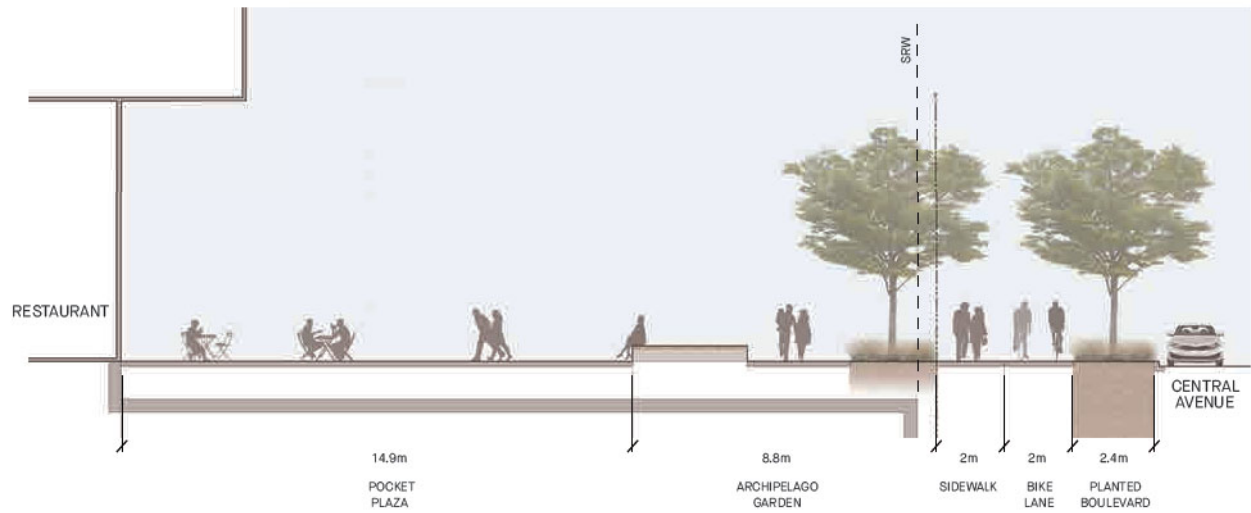 SRW
RESTAURANT
CENTRAL
AVENUE
14.9m
8.8m
2m
2m
2.4m
POCKET
PLAZA
ARCHIPELAGO
GARDEN
SIDEWALK
BIKE
LANE
PLANTED
BOULEVARD